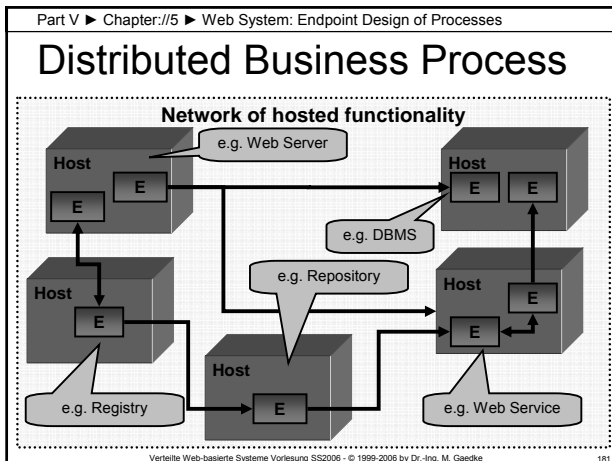 Part V ► Chapter://5 ► Web System: Endpoint Design of Processes
Distributed Business Process
Network of hosted functionality
e.g. Web Server
Host
E
E
Host
E
E
e.g. DBMS
e.g. Repository
Host
E
Host
E
E
Host
E
e.g. Registry
e.g. Web Service
Verteilte Web-basierte Systeme Vorlesung SS2006 - © 1999-2006 by Dr.-Ing. M. Gaedke
181